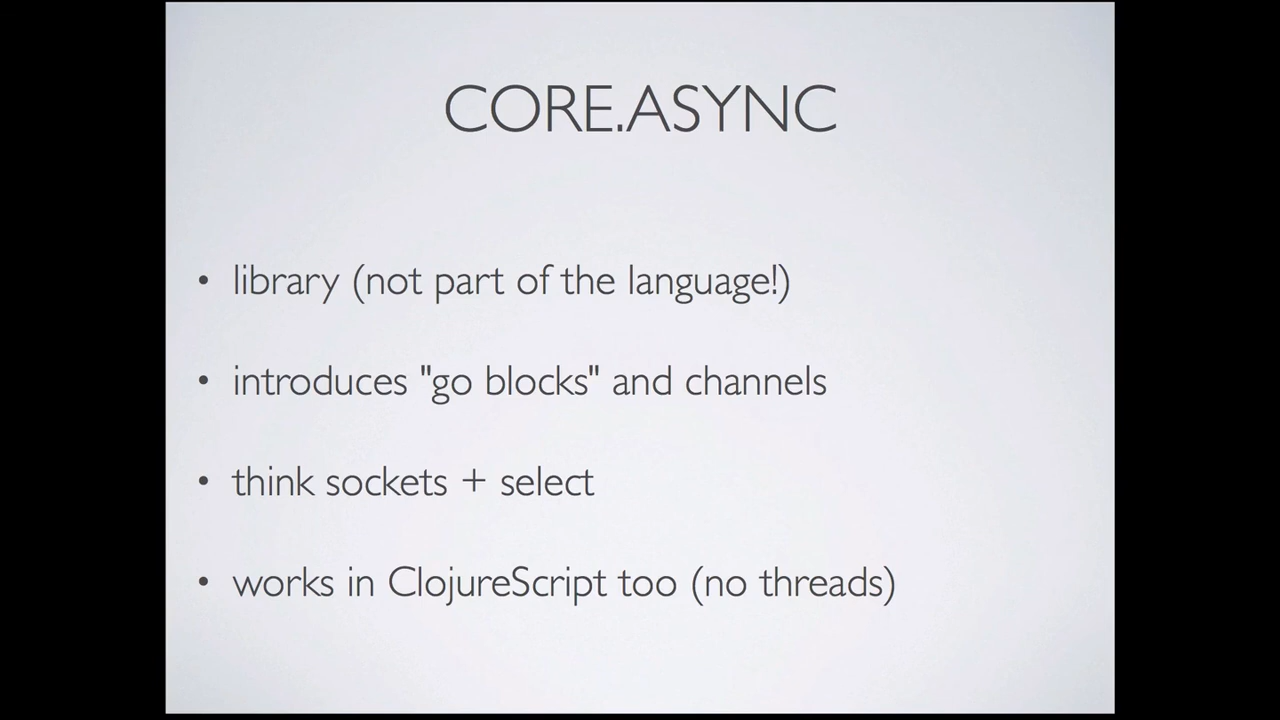 CORE.ASYNC
• library (not part of the language!)
• introduces "go blocks" and channels
• think sockets + select
• works in ClojureScript too (no threads)